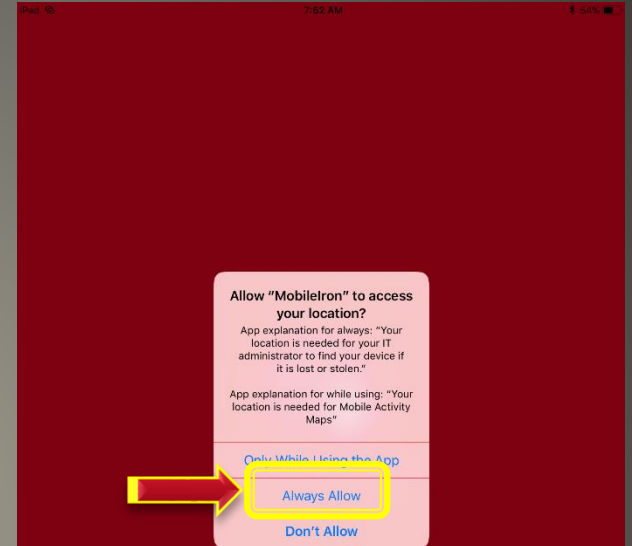 iPad
7:52 AM
54%
Allow “MobileIron” to access
your location?
App explanation for always: “Your
location is needed for your IT
administrator to find your device if
it is lost or stolen.”
App explanation for while using: “Your
location is needed for Mobile Activity
Maps”
Only While Using the App
Always Allow
Don’t Allow